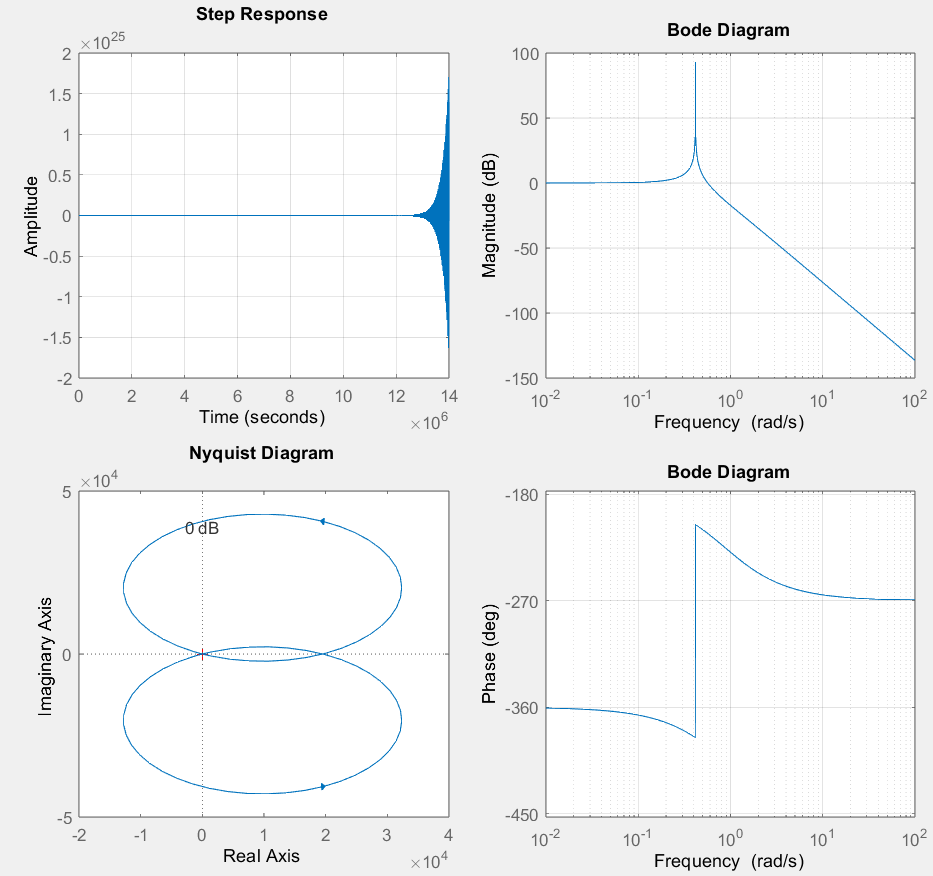 Step Response
×10^25
2
1.5
1
0.5
0
-0.5
-1
-1.5
-2
Amplitude
0 2 4 6 8 10 12 14
Time (seconds)
×10^6
Bode Diagram
100
50
0
-50
-100
-150
Magnitude (dB)
10^-2 10^-1 10^0 10^1 10^2
Frequency (rad/s)
Nyquist Diagram
×10^4
5
0
-5
Imaginary Axis
0 dB
-2 -1 0 1 2 3 4
Real Axis
×10^4
Bode Diagram
-180
-270
-360
-450
Phase (deg)
10^-2 10^-1 10^0 10^1 10^2
Frequency (rad/s)